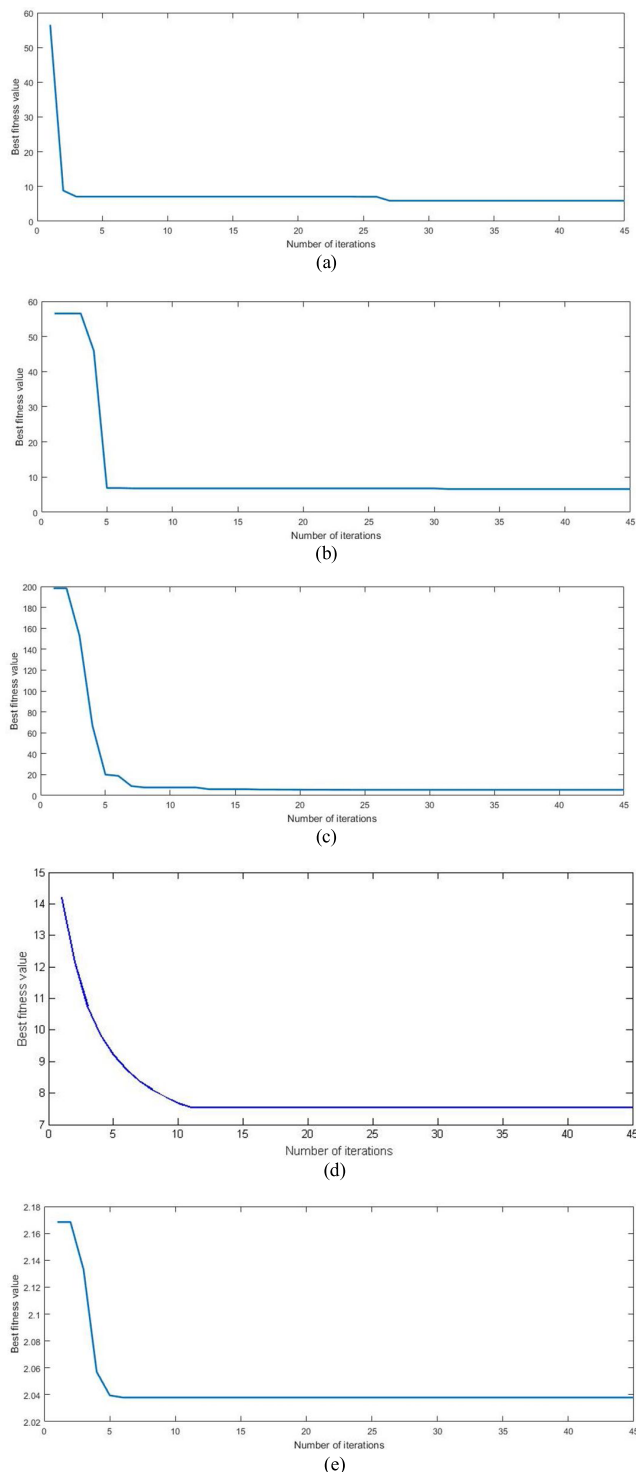 60
50
40
30
20
10
0
Best fitness value
0 5 10 15 20 25 30 35 40 45
Number of iterations
(a)
60
50
40
30
20
10
0
Best fitness value
0 5 10 15 20 25 30 35 40 45
Number of iterations
(b)
200
180
160
140
120
100
80
60
40
20
0
Best fitness value
0 5 10 15 20 25 30 35 40 45
Number of iterations
(c)
15
14
13
12
11
10
9
8
7
Best fitness value
0 5 10 15 20 25 30 35 40 45
Number of iterations
(d)
2.18
2.16
2.14
2.12
2.1
2.08
2.06
2.04
2.02
Best fitness value
0 5 10 15 20 25 30 35 40 45
Number of iterations
(e)